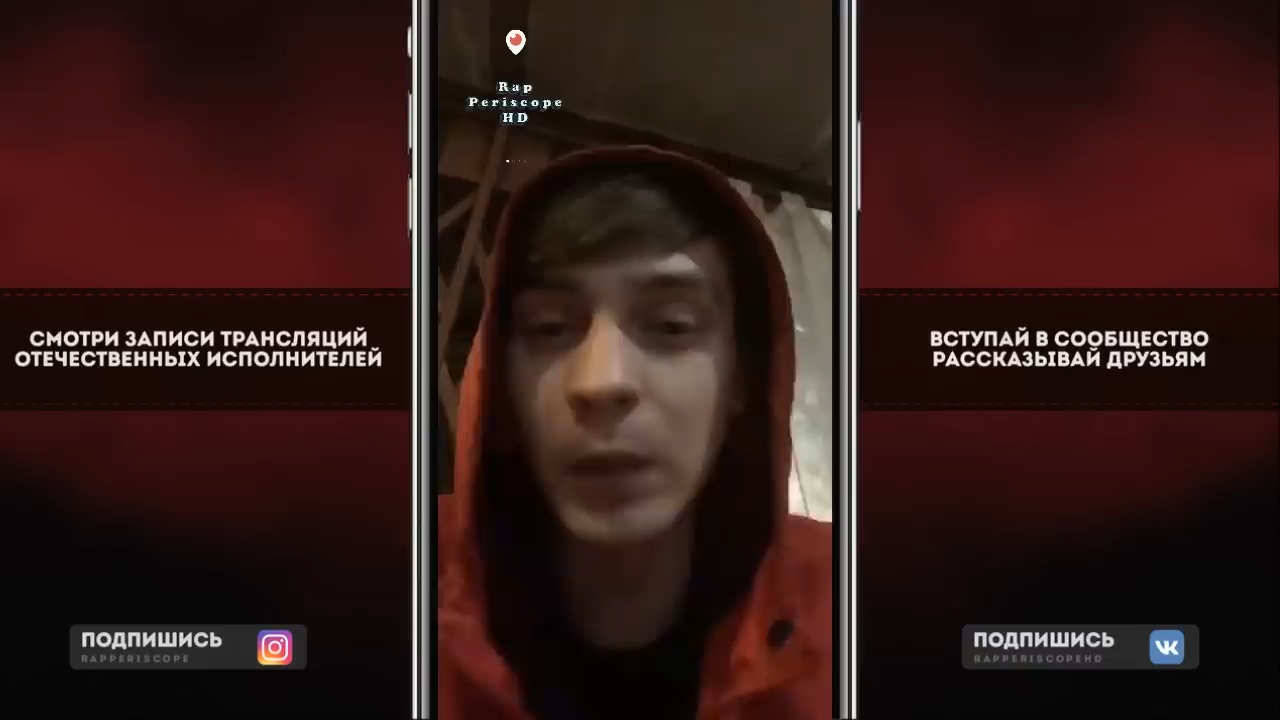 Rap
Periscope
HD
СМОТРИ ЗАПИСИ ТРАНСЛЯЦИЙ
ОТЕЧЕСТВЕННЫХ ИСПОЛНИТЕЛЕЙ
ВСТУПАЙ В СООБЩЕСТВО
РАССКАЗЫВАЙ ДРУЗЬЯМ
ПОДПИШИСЬ
RAPPERISCOPE
ПОДПИШИСЬ
RAPPERISCOPEHD